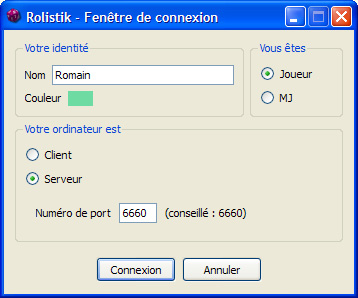 Rolistik - Fenêtre de connexion
Votre identité
Nom Romain
Couleur
Vous êtes
Joueur
MJ
Votre ordinateur est
Client
Serveur
Numéro de port 6660 (conseillé : 6660)
Connexion Annuler